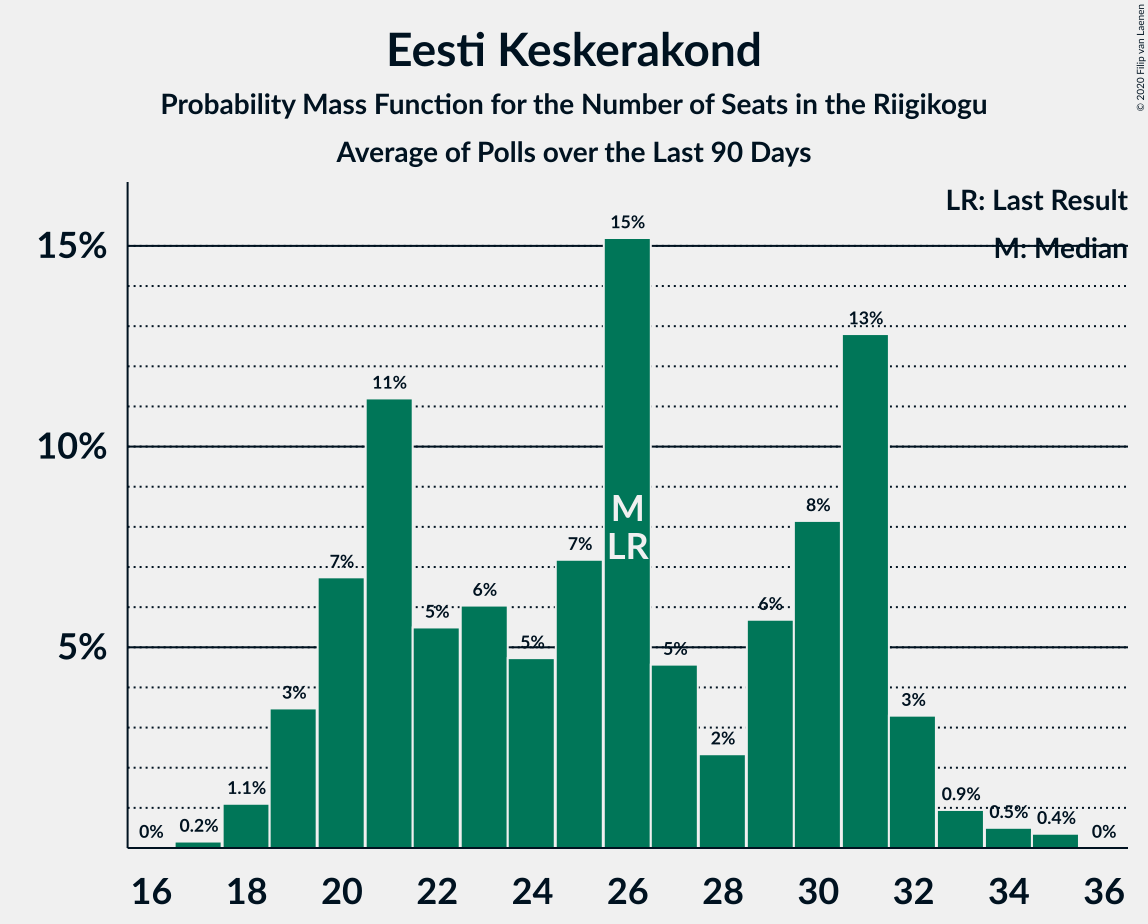 Eesti Keskerakond
Probability Mass Function for the Number of Seats in the Riigikogu
Average of Polls over the Last 90 Days
© 2020 Filip van Laenen
LR: Last Result
M: Median
15%
10%
5%
0%
0.2%
1.1%
3%
7%
11%
5%
6%
5%
7%
15%
5%
2%
6%
8%
13%
3%
0.9%
0.5%
0.4%
0%
M
LR
16 18 20 22 24 26 28 30 32 34 36